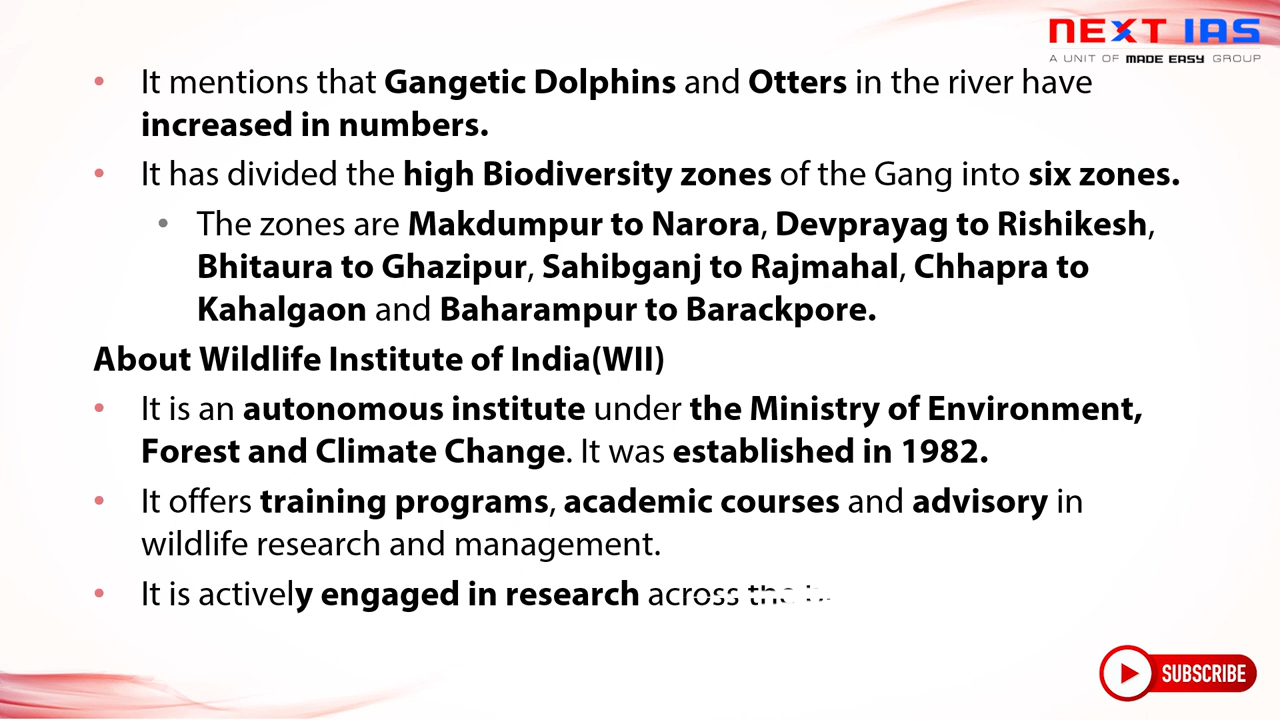 NEXT IAS
A UNIT OF MADE EASY GROUP
• It mentions that Gangetic Dolphins and Otters in the river have
increased in numbers.
• It has divided the high Biodiversity zones of the Gang into six zones.
• The zones are Makdumpur to Narora, Devprayag to Rishikesh,
Bhitaura to Ghazipur, Sahibganj to Rajmahal, Chhapra to
Kahalgaon and Baharampur to Barackpore.
About Wildlife Institute of India(WII)
• It is an autonomous institute under the Ministry of Environment,
Forest and Climate Change. It was established in 1982.
• It offers training programs, academic courses and advisory in
wildlife research and management.
• It is actively engaged in research across the
SUBSCRIBE